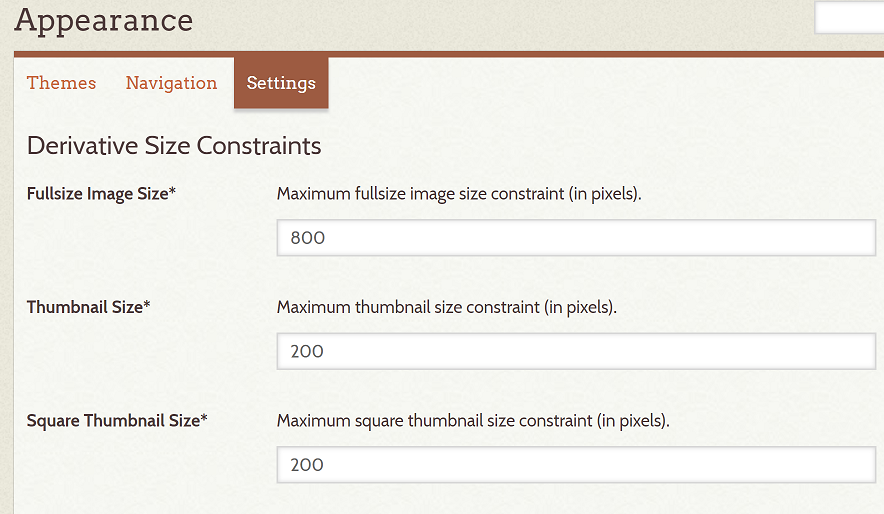 Appearance
Themes Navigation Settings
Derivative Size Constraints
Fullsize Image Size* Maximum fullsize image size constraint (in pixels).
800
Thumbnail Size* Maximum thumbnail size constraint (in pixels).
200
Square Thumbnail Size* Maximum square thumbnail size constraint (in pixels).
200